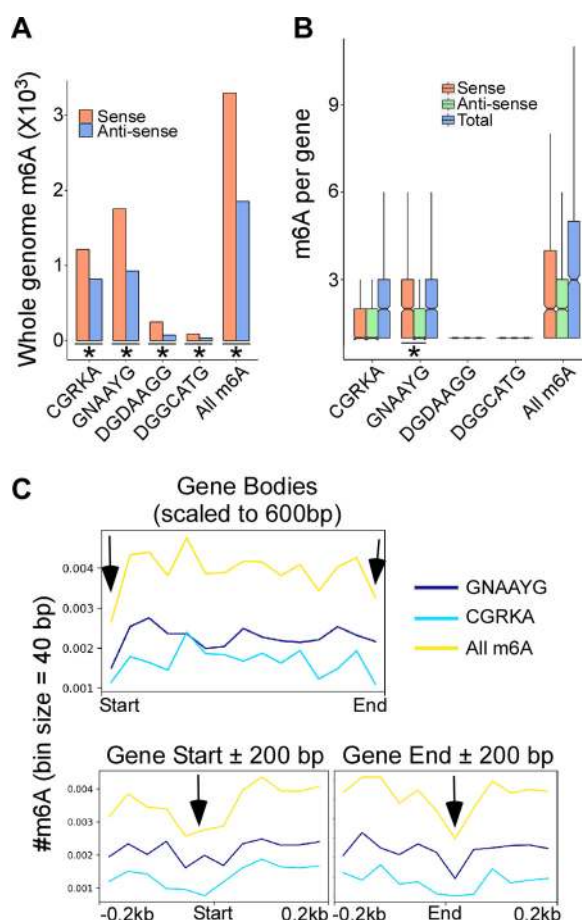 A
Whole genome m6A (X10³)
3
2
1
0
Sense
Anti-sense
* * * * *
CGRKA
GNAAYG
DGDAAGG
DGGCATG
All m6A
B
m6A per gene
9
6
3
Sense
Anti-sense
Total
*
CGRKA
GNAAYG
DGDAAGG
DGGCATG
All m6A
C
#m6A (bin size = 40 bp)
Gene Bodies
(scaled to 600bp)
0.004
0.003
0.002
0.001
Start End
GNAAYG
CGRKA
All m6A
Gene Start ± 200 bp
0.004
0.003
0.002
0.001
-0.2kb Start 0.2kb
Gene End ± 200 bp
-0.2kb End 0.2kb